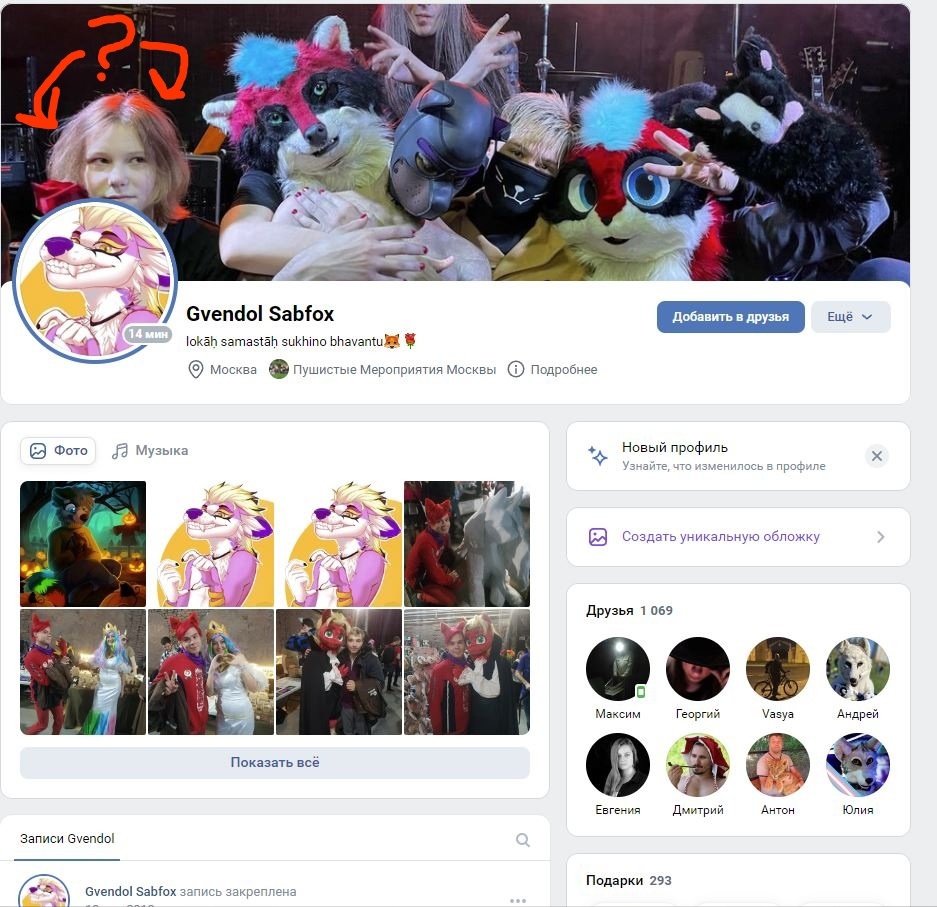 ?
14 мин
Gvendol Sabfox
lokāḥ samastāḥ sukhino bhavantu🦊🌹
Добавить в друзья
Ещё
Москва
Пушистые Мероприятия Москвы
Подробнее
Фото
Музыка
Показать всё
Записи Gvendol
Gvendol Sabfox запись закреплена
Новый профиль
Узнайте, что изменилось в профиле
Создать уникальную обложку
Друзья 1 069
Максим
Георгий
Vasya
Андрей
Евгения
Дмитрий
Антон
Юлия
Подарки 293